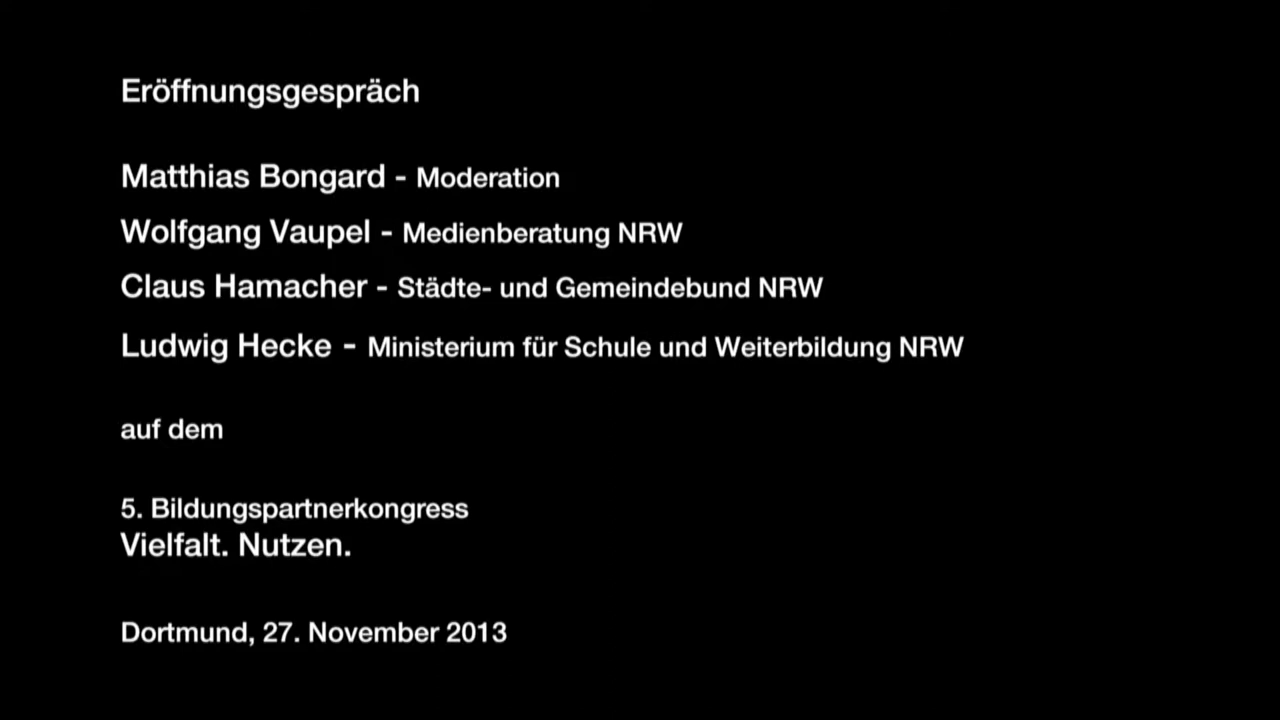 Eröffnungsgespräch
Matthias Bongard - Moderation
Wolfgang Vaupel - Medienberatung NRW
Claus Hamacher - Städte- und Gemeindebund NRW
Ludwig Hecke - Ministerium für Schule und Weiterbildung NRW
auf dem
5. Bildungspartnerkongress
Vielfalt. Nutzen.
Dortmund, 27. November 2013